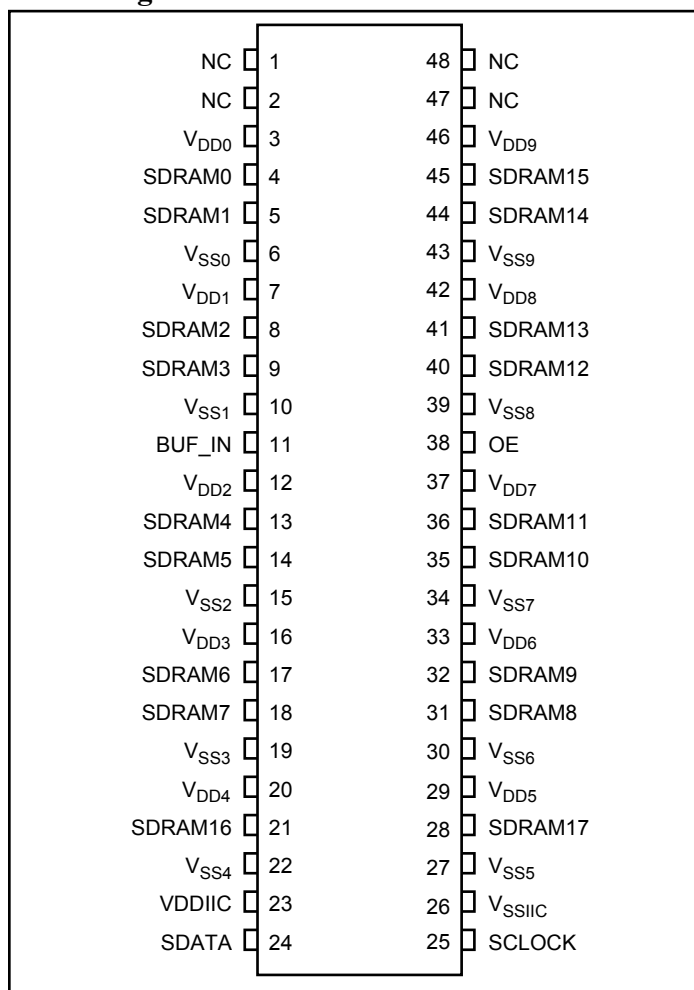 NC 1 48 NC
NC 2 47 NC
VDD0 3 46 VDD9
SDRAM0 4 45 SDRAM15
SDRAM1 5 44 SDRAM14
VSS0 6 43 VSS9
VDD1 7 42 VDD8
SDRAM2 8 41 SDRAM13
SDRAM3 9 40 SDRAM12
VSS1 10 39 VSS8
BUF_IN 11 38 OE
VDD2 12 37 VDD7
SDRAM4 13 36 SDRAM11
SDRAM5 14 35 SDRAM10
VSS2 15 34 VSS7
VDD3 16 33 VDD6
SDRAM6 17 32 SDRAM9
SDRAM7 18 31 SDRAM8
VSS3 19 30 VSS6
VDD4 20 29 VDD5
SDRAM16 21 28 SDRAM17
VSS4 22 27 VSS5
VDDIIC 23 26 VSSIIC
SDATA 24 25 SCLOCK